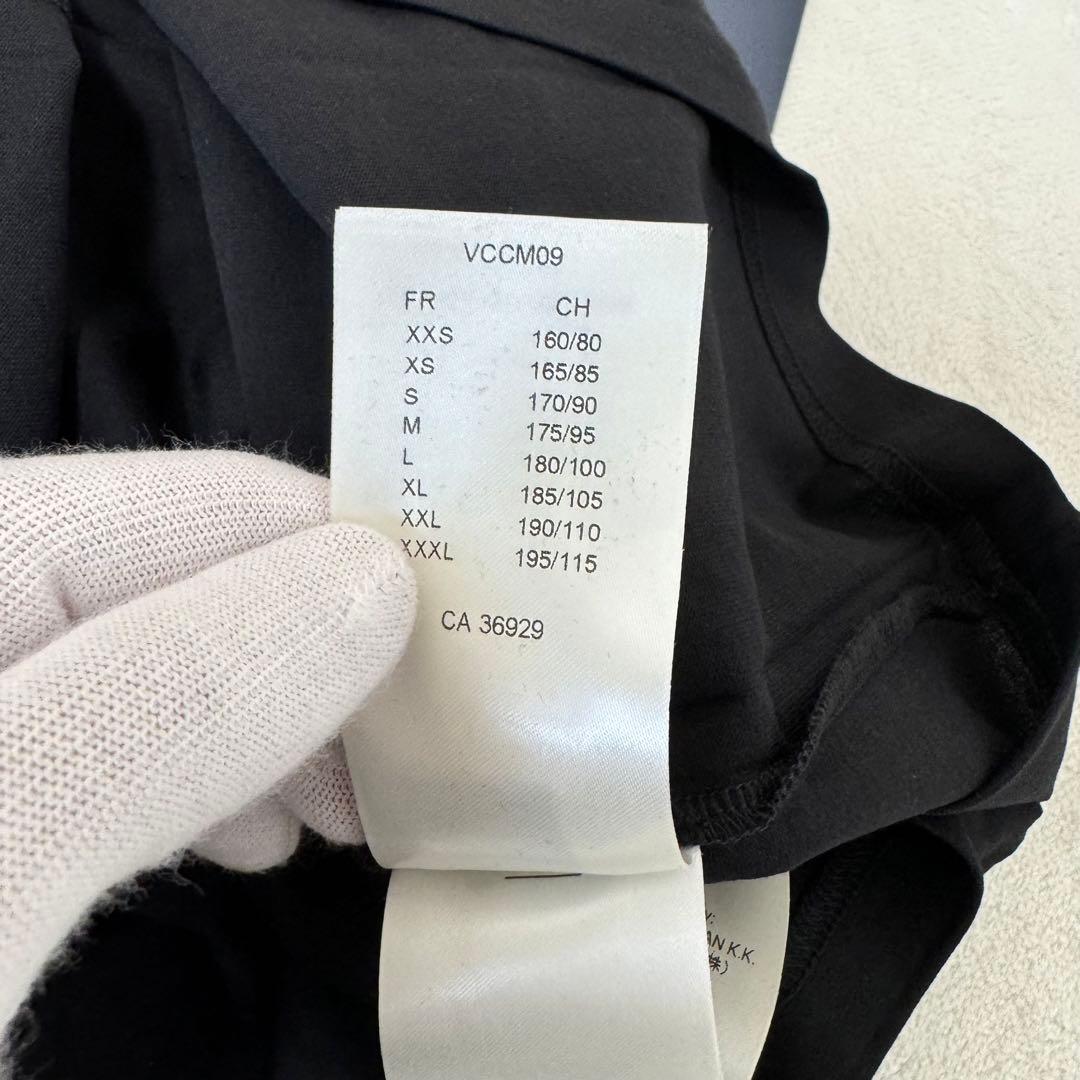 VCCM09
FR CH
XXS 160/80
XS 165/85
S 170/90
M 175/95
L 180/100
XL 185/105
XXL 190/110
XXXL 195/115
CA 36929
K.K.
株)